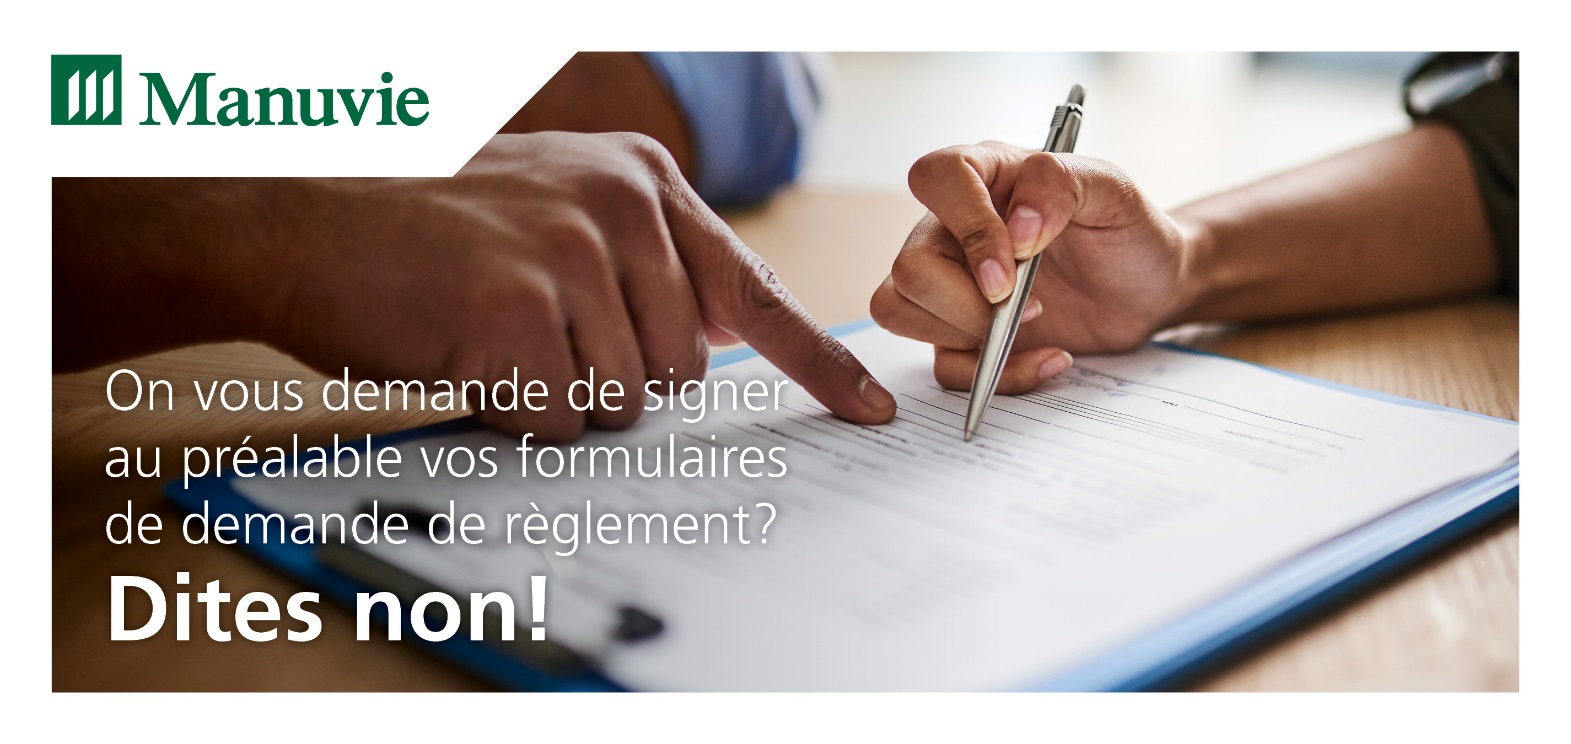 Manuvie
On vous demande de signer
au préalable vos formulaires
de demande de règlement?
Dites non!